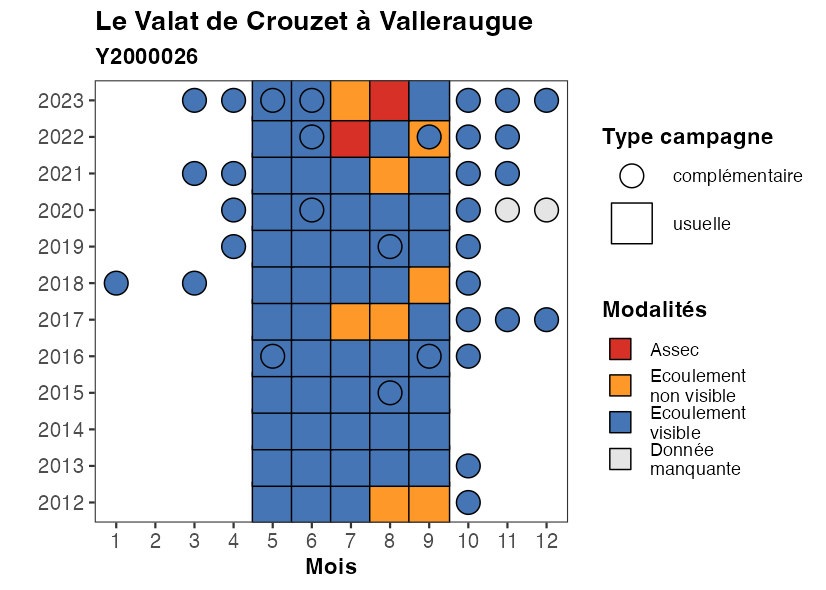 Le Valat de Crouzet à Valleraugue
Y2000026
2023
2022
2021
2020
2019
2018
2017
2016
2015
2014
2013
2012
1 2 3 4 5 6 7 8 9 10 11 12
Mois
Type campagne
complémentaire
usuelle
Modalités
Assec
Ecoulement
non visible
Ecoulement
visible
Donnée
manquante